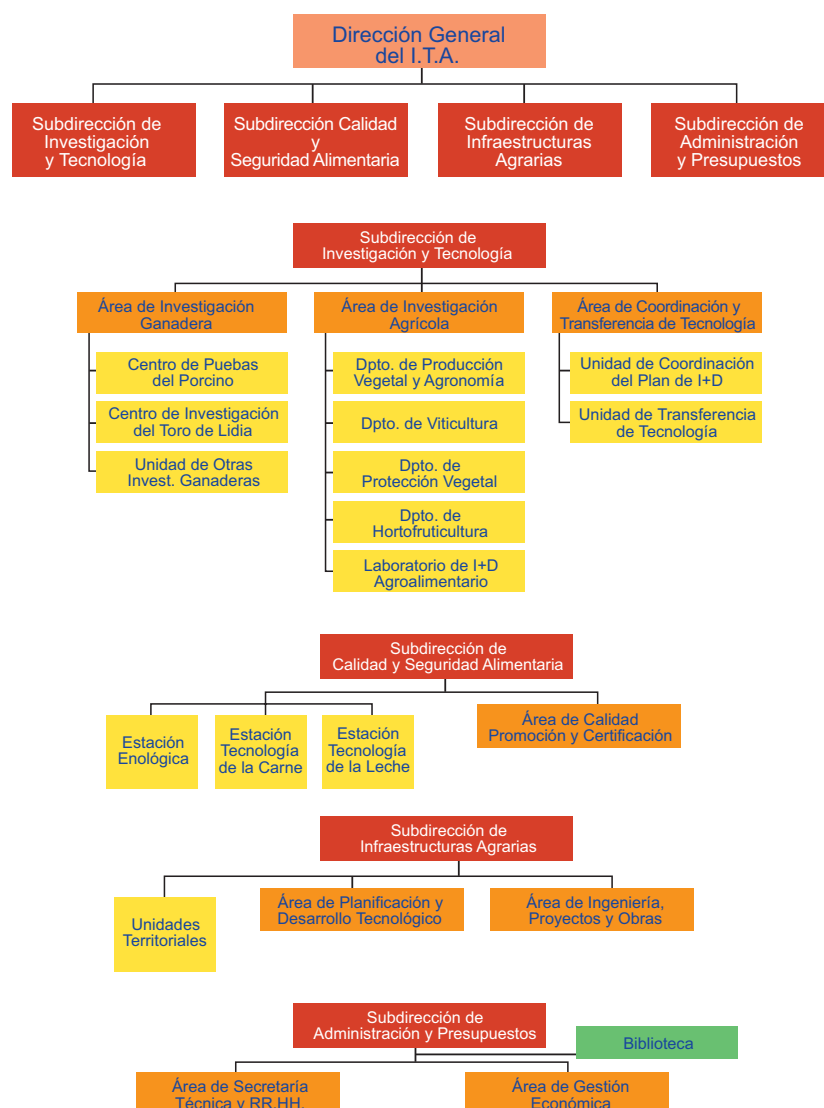 Dirección General
del I.T.A.
Subdirección de
Investigación
y Tecnología
Subdirección Calidad
y
Seguridad Alimentaria
Subdirección de
Infraestructuras
Agrarias
Subdirección de
Administración
y Presupuestos
Subdirección de
Investigación y Tecnología
Área de Investigación
Ganadera
Centro de Puebas
del Porcino
Centro de Investigación
del Toro de Lidia
Unidad de Otras
Invest. Ganaderas
Área de Investigación
Agrícola
Dpto. de Producción
Vegetal y Agronomía
Dpto. de Viticultura
Dpto. de
Protección Vegetal
Dpto. de
Hortofruticultura
Laboratorio de I+D
Agroalimentario
Área de Coordinación y
Transferencia de Tecnología
Unidad de Coordinación
del Plan de I+D
Unidad de Transferencia
de Tecnología
Subdirección de
Calidad y Seguridad Alimentaria
Estación
Enológica
Estación
Tecnología
de la Carne
Estación
Tecnología
de la Leche
Área de Calidad
Promoción y Certificación
Subdirección de
Infraestructuras Agrarias
Unidades
Territoriales
Área de Planificación y
Desarrollo Tecnológico
Área de Ingeniería,
Proyectos y Obras
Subdirección de
Administración y Presupuestos
Biblioteca
Área de Secretaría
Técnica y RR.HH.
Área de Gestión
Económica